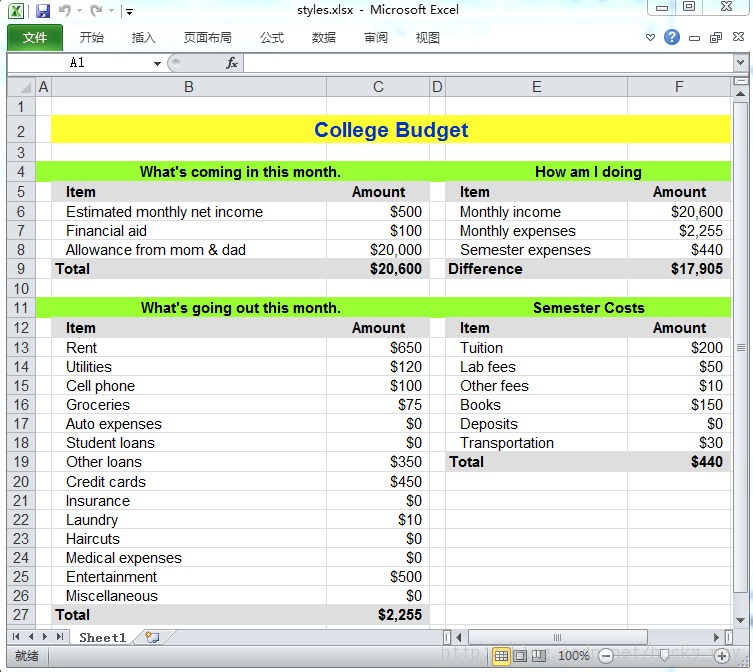 styles.xlsx - Microsoft Excel
文件 开始 插入 页面布局 公式 数据 审阅 视图
A1 fx
A B C D E F
1
2 College Budget
3
4 What's coming in this month. How am I doing
5 Item Amount Item Amount
6 Estimated monthly net income $500 Monthly income $20,600
7 Financial aid $100 Monthly expenses $2,255
8 Allowance from mom & dad $20,000 Semester expenses $440
9 Total $20,600 Difference $17,905
10
11 What's going out this month. Semester Costs
12 Item Amount Item Amount
13 Rent $650 Tuition $200
14 Utilities $120 Lab fees $50
15 Cell phone $100 Other fees $10
16 Groceries $75 Books $150
17 Auto expenses $0 Deposits $0
18 Student loans $0 Transportation $30
19 Other loans $350 Total $440
20 Credit cards $450
21 Insurance $0
22 Laundry $10
23 Haircuts $0
24 Medical expenses $0
25 Entertainment $500
26 Miscellaneous $0
27 Total $2,255
Sheet1
就绪 100%